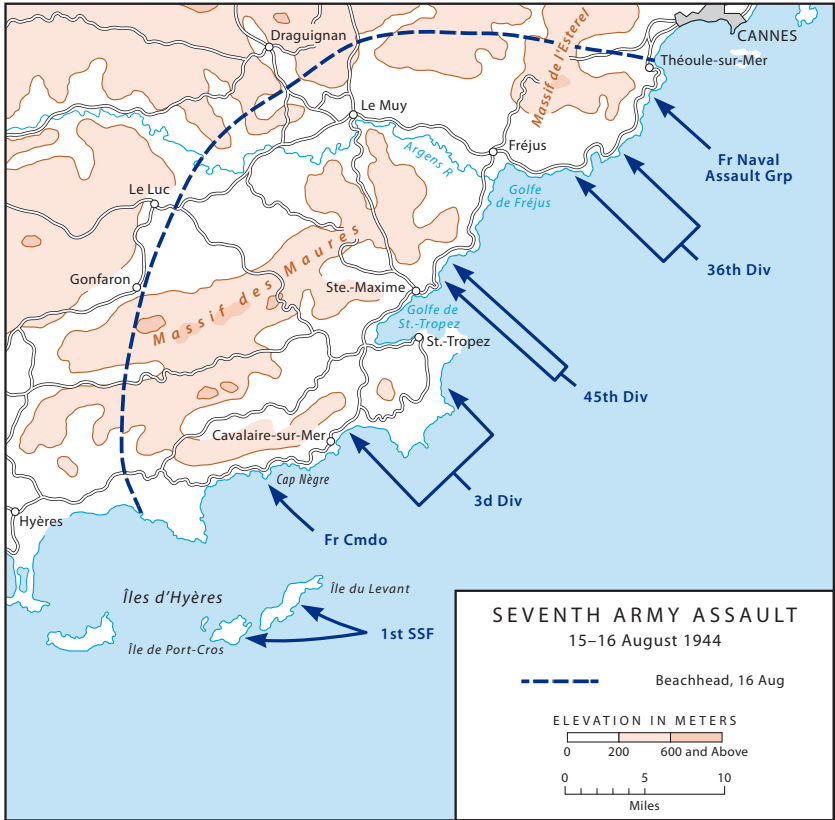 CANNES
Draguignan
Massif de l'Esterel
Théoule-sur-Mer
Le Muy
Argens R
Fréjus
Fr Naval
Assault Grp
Golfe
de Fréjus
Le Luc
36th Div
Massif des Maures
Gonfaron
Ste.-Maxime
Golfe de
St.-Tropez
St.-Tropez
45th Div
Cavalaire-sur-Mer
Cap Nègre
3d Div
Hyères
Fr Cmdo
Îles d'Hyères
Île du Levant
1st SSF
Île de Port-Cros
SEVENTH ARMY ASSAULT
15–16 August 1944
Beachhead, 16 Aug
ELEVATION IN METERS
0 200 600 and Above
0 5 10
Miles